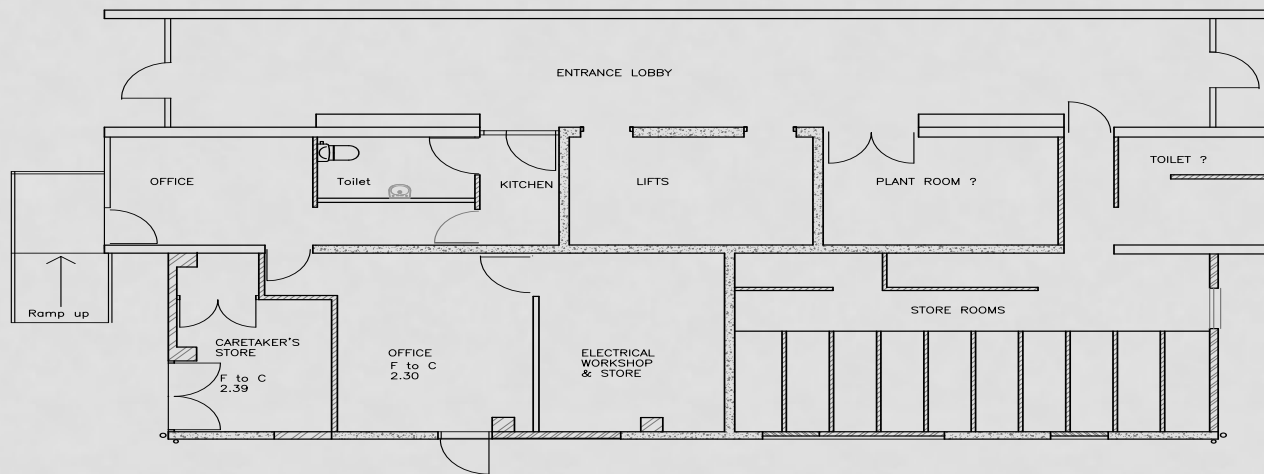 ENTRANCE LOBBY
OFFICE
Toilet
KITCHEN
LIFTS
PLANT ROOM ?
TOILET ?
Ramp up
STORE ROOMS
CARETAKER'S
STORE
F to C
2.39
OFFICE
F to C
2.30
ELECTRICAL
WORKSHOP
& STORE